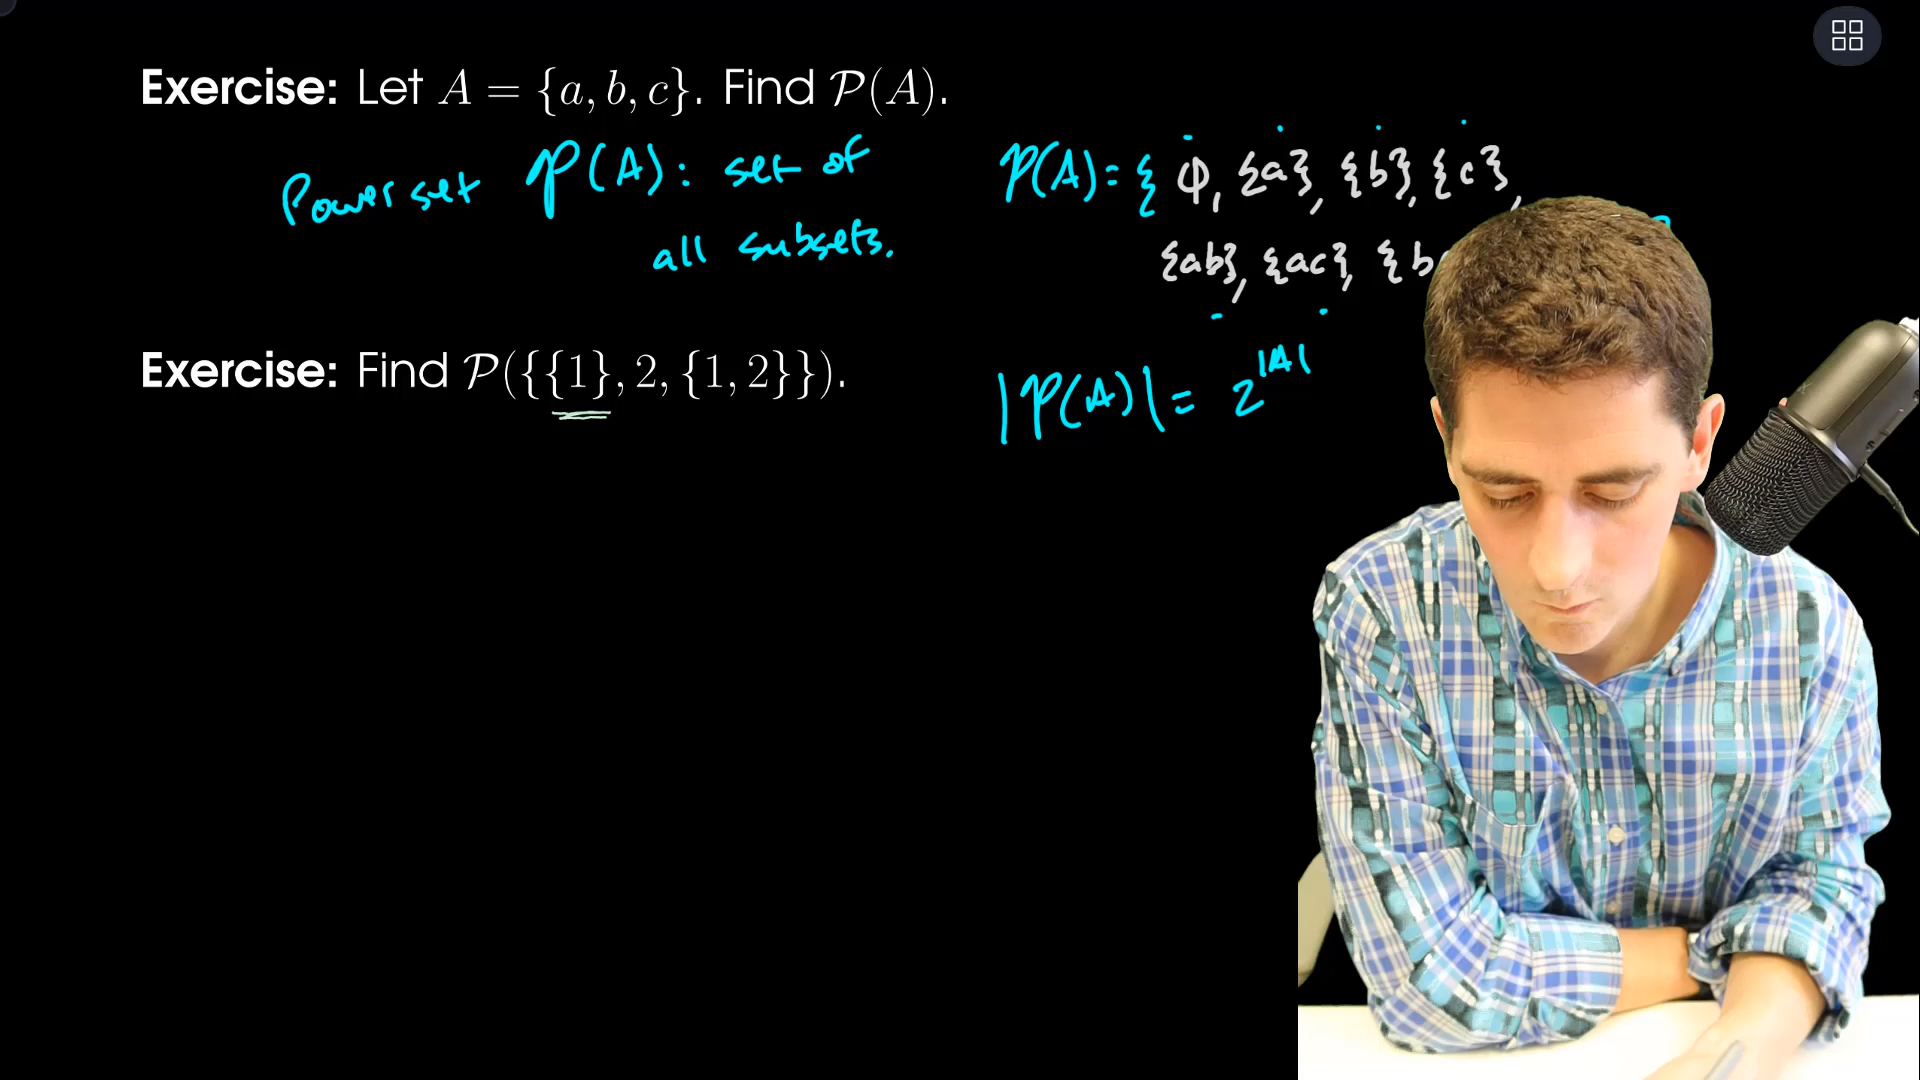 Exercise: Let A = {a, b, c}. Find 𝒫(A).
Power set 𝒫(A): set of
all subsets.
𝒫(A) = { φ, {a}, {b}, {c},
{ab}, {ac}, {b
Exercise: Find 𝒫({{1}, 2, {1, 2}}).
|𝒫(A)| = 2^|A|